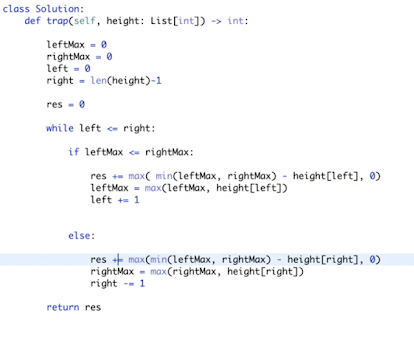 class Solution:
    def trap(self, height: List[int]) -> int:
        leftMax = 0
        rightMax = 0
        left = 0
        right = len(height)-1
        res = 0
        while left <= right:
            if leftMax <= rightMax:
                res += max( min(leftMax, rightMax) - height[left], 0)
                leftMax = max(leftMax, height[left])
                left += 1
            else:
                res += max(min(leftMax, rightMax) - height[right], 0)
                rightMax = max(rightMax, height[right])
                right -= 1
        return res